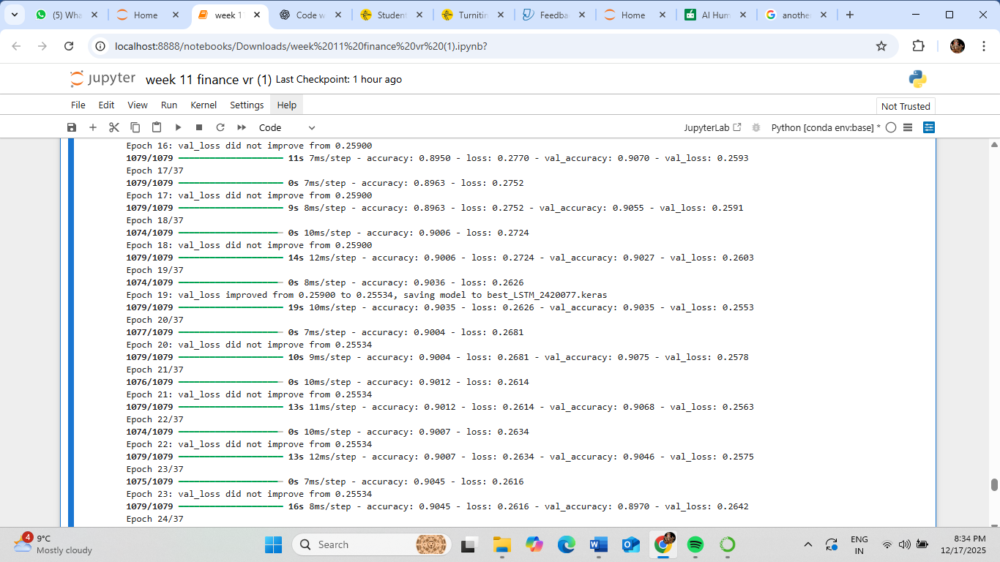 (5) Wha
Home
week 1
Code w
Student
Turnitin
Feedba
Home
AI Hum
anothe
localhost:8888/notebooks/Downloads/week%2011%20finance%20vr%20(1).ipynb?
jupyter week 11 finance vr (1) Last Checkpoint: 1 hour ago
File Edit View Run Kernel Settings Help
Not Trusted
Code
JupyterLab
Python [conda env:base] *
Epoch 16: val_loss did not improve from 0.25900
1079/1079 11s 7ms/step - accuracy: 0.8950 - loss: 0.2770 - val_accuracy: 0.9070 - val_loss: 0.2593
Epoch 17/37
1079/1079 0s 7ms/step - accuracy: 0.8963 - loss: 0.2752
Epoch 17: val_loss did not improve from 0.25900
1079/1079 9s 8ms/step - accuracy: 0.8963 - loss: 0.2752 - val_accuracy: 0.9055 - val_loss: 0.2591
Epoch 18/37
1074/1079 0s 10ms/step - accuracy: 0.9006 - loss: 0.2724
Epoch 18: val_loss did not improve from 0.25900
1079/1079 14s 12ms/step - accuracy: 0.9006 - loss: 0.2724 - val_accuracy: 0.9027 - val_loss: 0.2603
Epoch 19/37
1074/1079 0s 8ms/step - accuracy: 0.9036 - loss: 0.2626
Epoch 19: val_loss improved from 0.25900 to 0.25534, saving model to best_LSTM_2420077.keras
1079/1079 19s 10ms/step - accuracy: 0.9035 - loss: 0.2626 - val_accuracy: 0.9035 - val_loss: 0.2553
Epoch 20/37
1077/1079 0s 7ms/step - accuracy: 0.9004 - loss: 0.2681
Epoch 20: val_loss did not improve from 0.25534
1079/1079 10s 9ms/step - accuracy: 0.9004 - loss: 0.2681 - val_accuracy: 0.9075 - val_loss: 0.2578
Epoch 21/37
1076/1079 0s 10ms/step - accuracy: 0.9012 - loss: 0.2614
Epoch 21: val_loss did not improve from 0.25534
1079/1079 13s 11ms/step - accuracy: 0.9012 - loss: 0.2614 - val_accuracy: 0.9068 - val_loss: 0.2563
Epoch 22/37
1074/1079 0s 10ms/step - accuracy: 0.9007 - loss: 0.2634
Epoch 22: val_loss did not improve from 0.25534
1079/1079 13s 12ms/step - accuracy: 0.9007 - loss: 0.2634 - val_accuracy: 0.9046 - val_loss: 0.2575
Epoch 23/37
1075/1079 0s 7ms/step - accuracy: 0.9045 - loss: 0.2616
Epoch 23: val_loss did not improve from 0.25534
1079/1079 16s 8ms/step - accuracy: 0.9045 - loss: 0.2616 - val_accuracy: 0.8970 - val_loss: 0.2642
Epoch 24/37
4
9°C
Mostly cloudy
Search
ENG
IN
8:34 PM
12/17/2025